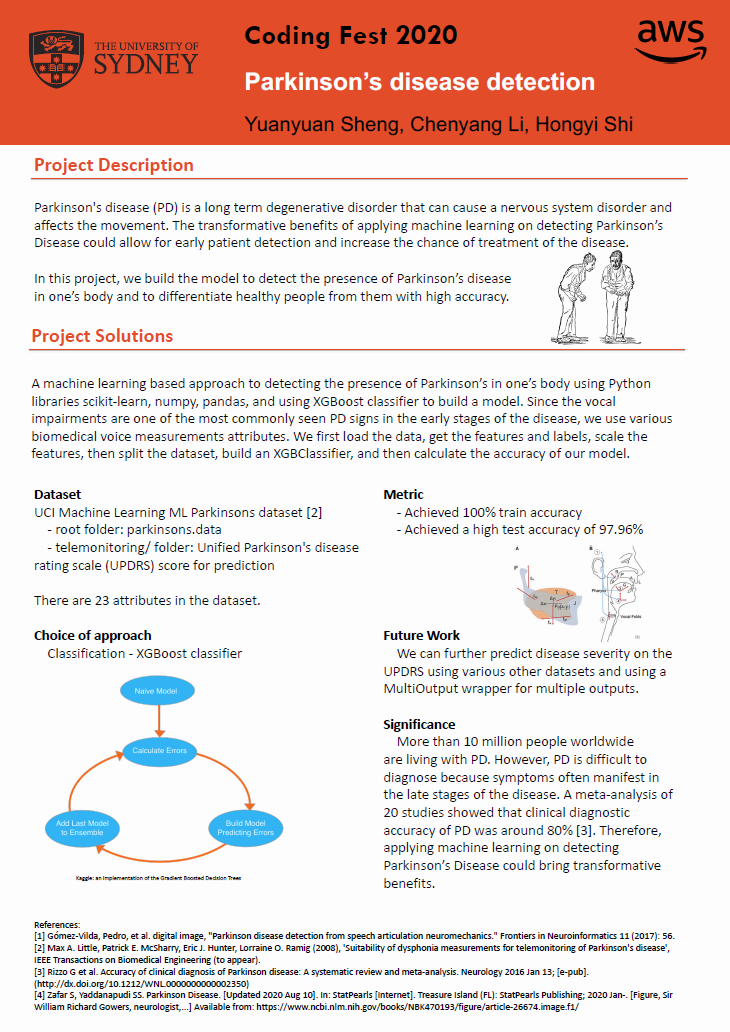 THE UNIVERSITY OF
SYDNEY
Coding Fest 2020
aws
Parkinson's disease detection
Yuanyuan Sheng, Chenyang Li, Hongyi Shi
Project Description
Parkinson's disease (PD) is a long term degenerative disorder that can cause a nervous system disorder and
affects the movement. The transformative benefits of applying machine learning on detecting Parkinson's
Disease could allow for early patient detection and increase the chance of treatment of the disease.
In this project, we build the model to detect the presence of Parkinson's disease
in one's body and to differentiate healthy people from them with high accuracy.
Project Solutions
A machine learning based approach to detecting the presence of Parkinson's in one's body using Python
libraries scikit-learn, numpy, pandas, and using XGBoost classifier to build a model. Since the vocal
impairments are one of the most commonly seen PD signs in the early stages of the disease, we use various
biomedical voice measurements attributes. We first load the data, get the features and labels, scale the
features, then split the dataset, build an XGBClassifier, and then calculate the accuracy of our model.
Dataset
UCI Machine Learning ML Parkinsons dataset [2]
- root folder: parkinsons.data
- telemonitoring/ folder: Unified Parkinson's disease
rating scale (UPDRS) score for prediction
There are 23 attributes in the dataset.
Choice of approach
Classification - XGBoost classifier
Naive Model
Calculate Errors
Add Last Model
to Ensemble
Build Model
Predicting Errors
Kaggle: an Implementation of the Gradient Boosted Decision Trees
Metric
- Achieved 100% train accuracy
- Achieved a high test accuracy of 97.96%
A
B
Pharynx
Vocal Folds
[1]
Future Work
We can further predict disease severity on the
UPDRS using various other datasets and using a
MultiOutput wrapper for multiple outputs.
Significance
More than 10 million people worldwide
are living with PD. However, PD is difficult to
diagnose because symptoms often manifest in
the late stages of the disease. A meta-analysis of
20 studies showed that clinical diagnostic
accuracy of PD was around 80% [3]. Therefore,
applying machine learning on detecting
Parkinson's Disease could bring transformative
benefits.
References:
[1] Gómez-Vilda, Pedro, et al. digital image, "Parkinson disease detection from speech articulation neuromechanics." Frontiers in Neuroinformatics 11 (2017): 56.
[2] Max A. Little, Patrick E. McSharry, Eric J. Hunter, Lorraine O. Ramig (2008), 'Suitability of dysphonia measurements for telemonitoring of Parkinson's disease',
IEEE Transactions on Biomedical Engineering (to appear).
[3] Rizzo G et al. Accuracy of clinical diagnosis of Parkinson disease: A systematic review and meta-analysis. Neurology 2016 Jan 13; [e-pub].
(http://dx.doi.org/10.1212/WNL.0000000000002350)
[4] Zafar S, Yaddanapudi SS. Parkinson Disease. [Updated 2020 Aug 10]. In: StatPearls [Internet]. Treasure Island (FL): StatPearls Publishing; 2020 Jan-. [Figure, Sir
William Richard Gowers, neurologist,...] Available from: https://www.ncbi.nlm.nih.gov/books/NBK470193/figure/article-26674.image.f1/